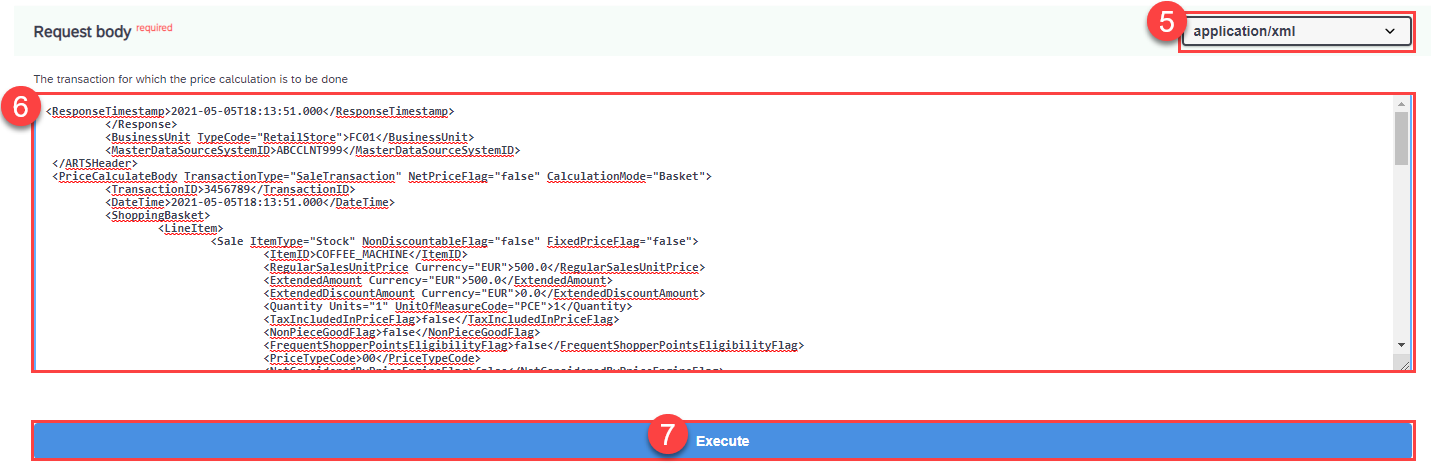 Request body required
5
application/xml
The transaction for which the price calculation is to be done
6
<ResponseTimestamp>2021-05-05T18:13:51.000</ResponseTimestamp>
</Response>
<BusinessUnit TypeCode="RetailStore">FC01</BusinessUnit>
<MasterDataSourceSystemID>ABCCLNT999</MasterDataSourceSystemID>
</ARTSHeader>
<PriceCalculateBody TransactionType="SaleTransaction" NetPriceFlag="false" CalculationMode="Basket">
<TransactionID>3456789</TransactionID>
<DateTime>2021-05-05T18:13:51.000</DateTime>
<ShoppingBasket>
<LineItem>
<Sale ItemType="Stock" NonDiscountableFlag="false" FixedPriceFlag="false">
<ItemID>COFFEE_MACHINE</ItemID>
<RegularSalesUnitPrice Currency="EUR">500.0</RegularSalesUnitPrice>
<ExtendedAmount Currency="EUR">500.0</ExtendedAmount>
<ExtendedDiscountAmount Currency="EUR">0.0</ExtendedDiscountAmount>
<Quantity Units="1" UnitOfMeasureCode="PCE">1</Quantity>
<TaxIncludedInPriceFlag>false</TaxIncludedInPriceFlag>
<NonPieceGoodFlag>false</NonPieceGoodFlag>
<FrequentShopperPointsEligibilityFlag>false</FrequentShopperPointsEligibilityFlag>
<PriceTypeCode>00</PriceTypeCode>
<NotConsideredByPriceEngineFlag>false</NotConsideredByPriceEngineFlag>
7
Execute